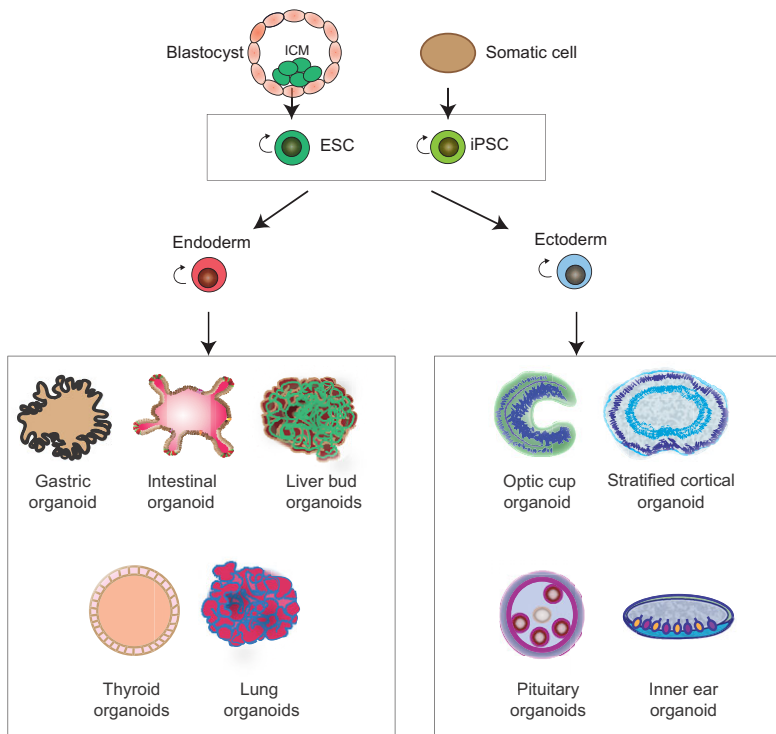 Blastocyst
ICM
Somatic cell
ESC
iPSC
Endoderm
Ectoderm
Gastric
organoid
Intestinal
organoid
Liver bud
organoids
Optic cup
organoid
Stratified cortical
organoid
Thyroid
organoids
Lung
organoids
Pituitary
organoids
Inner ear
organoid